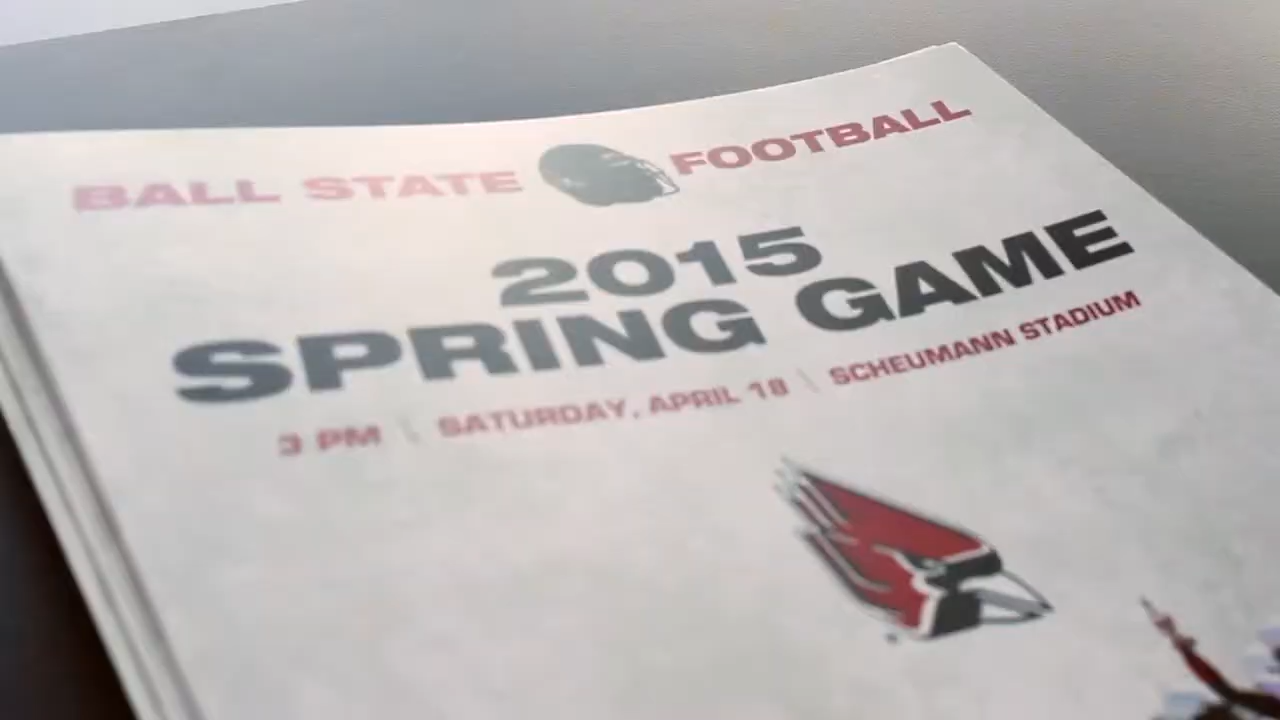 BALL STATE FOOTBALL
2015
SPRING GAME
3 PM \ SATURDAY, APRIL 18 \ SCHEUMANN STADIUM